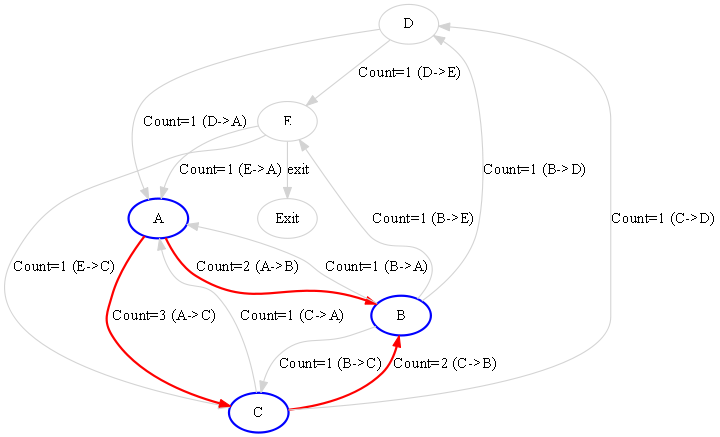 D
Count=1 (D->E)
Count=1 (D->A)
E
Count=1 (E->A)
exit
Count=1 (B->D)
A
Exit
Count=1 (B->E)
Count=1 (C->D)
Count=1 (E->C)
Count=2 (A->B)
Count=1 (B->A)
Count=3 (A->C)
Count=1 (C->A)
B
Count=1 (B->C)
Count=2 (C->B)
C